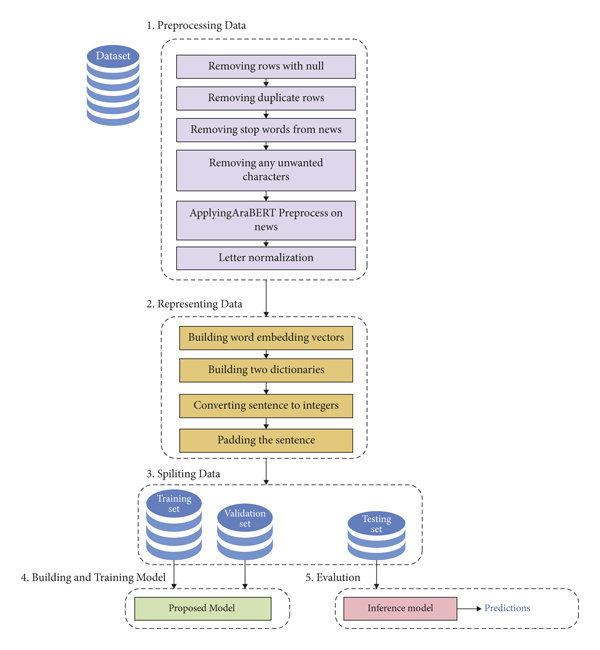 1. Preprocessing Data
Dataset
Removing rows with null
Removing duplicate rows
Removing stop words from news
Removing any unwanted
characters
ApplyingAraBERT Preprocess on
news
Letter normalization
2. Representing Data
Building word embedding vectors
Building two dictionaries
Converting sentence to integers
Padding the sentence
3. Spiliting Data
Training
set
Validation
set
Testing
set
4. Building and Training Model
5. Evalution
Proposed Model
Inference model
Predictions